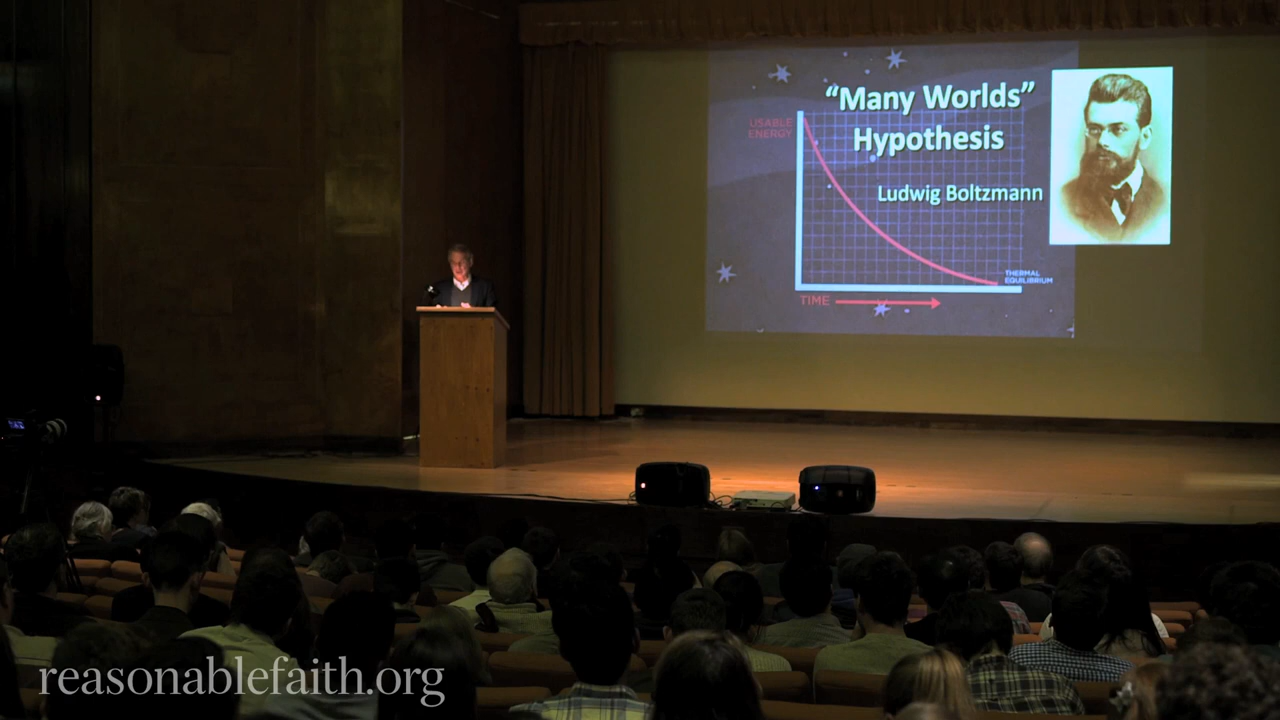 “Many Worlds”
Hypothesis
Ludwig Boltzmann
USABLE
ENERGY
THERMAL
EQUILIBRIUM
TIME
reasonablefaith.org